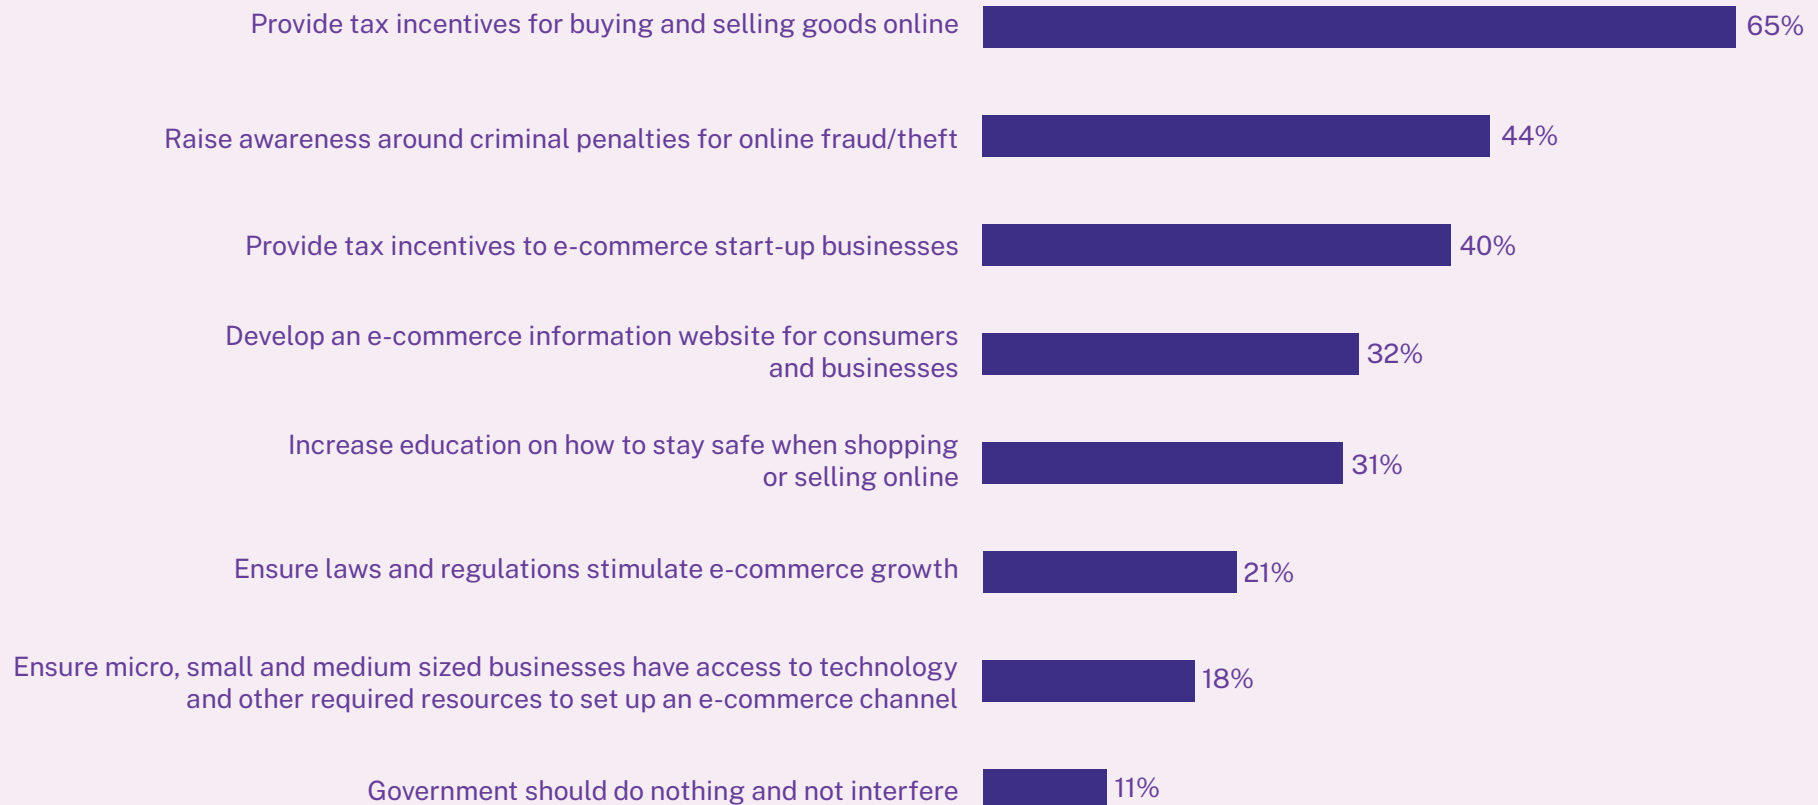 Provide tax incentives for buying and selling goods online 65%
Raise awareness around criminal penalties for online fraud/theft 44%
Provide tax incentives to e-commerce start-up businesses 40%
Develop an e-commerce information website for consumers
and businesses 32%
Increase education on how to stay safe when shopping
or selling online 31%
Ensure laws and regulations stimulate e-commerce growth 21%
Ensure micro, small and medium sized businesses have access to technology
and other required resources to set up an e-commerce channel 18%
Government should do nothing and not interfere 11%